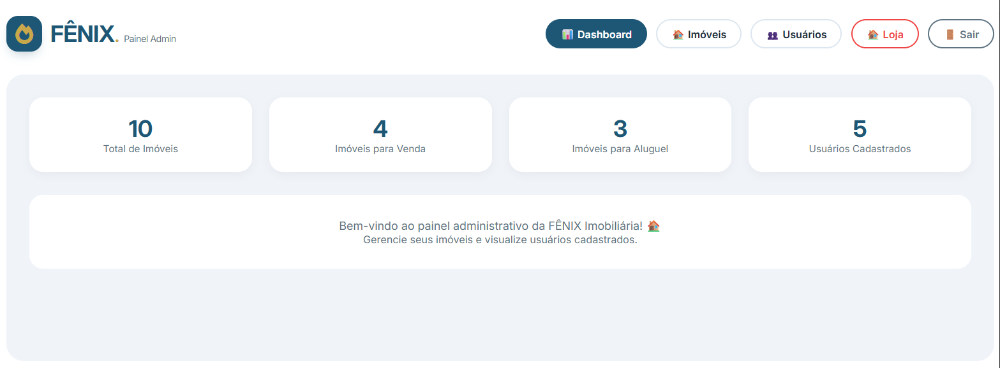 FÊNIX. Painel Admin
📊 Dashboard
🏠 Imóveis
👥 Usuários
🏠 Loja
🚪 Sair
10
Total de Imóveis
4
Imóveis para Venda
3
Imóveis para Aluguel
5
Usuários Cadastrados
Bem-vindo ao painel administrativo da FÊNIX Imobiliária! 🏠
Gerencie seus imóveis e visualize usuários cadastrados.